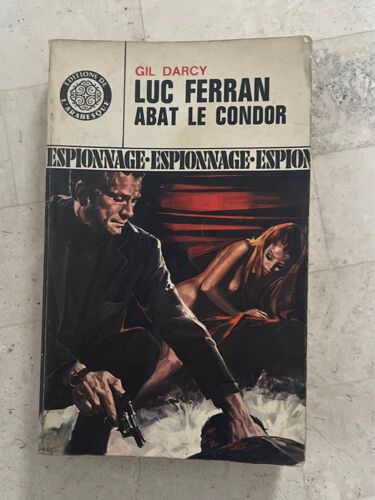 EDITIONS DE
L'ARABESQUE
GIL DARCY
LUC FERRAN
ABAT LE CONDOR
ESPIONNAGE•ESPIONNAGE•ESPION